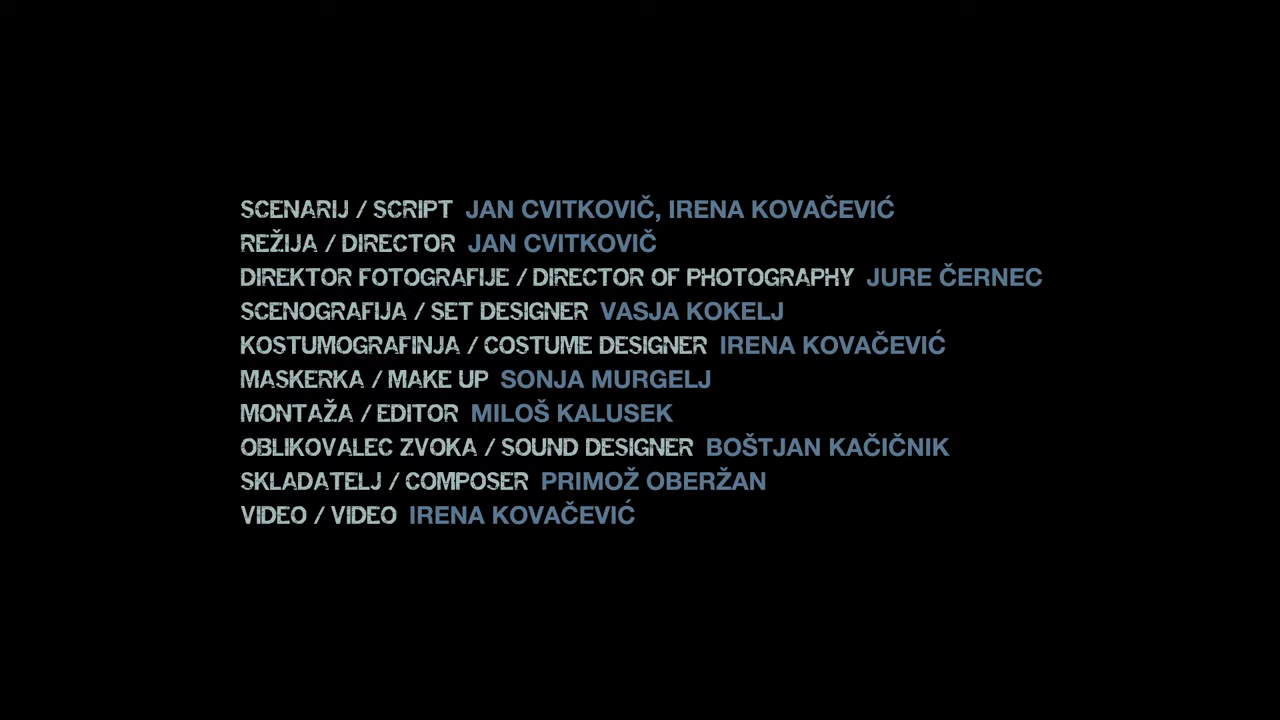 SCENARIJ / SCRIPT JAN CVITKOVIČ, IRENA KOVAČEVIĆ
REŽIJA / DIRECTOR JAN CVITKOVIČ
DIREKTOR FOTOGRAFIJE / DIRECTOR OF PHOTOGRAPHY JURE ČERNEC
SCENOGRAFIJA / SET DESIGNER VASJA KOKELJ
KOSTUMOGRAFINJA / COSTUME DESIGNER IRENA KOVAČEVIĆ
MASKERKA / MAKE UP SONJA MURGELJ
MONTAŽA / EDITOR MILOŠ KALUSEK
OBLIKOVALEC ZVOKA / SOUND DESIGNER BOŠTJAN KAČIČNIK
SKLADATELJ / COMPOSER PRIMOŽ OBERŽAN
VIDEO / VIDEO IRENA KOVAČEVIĆ